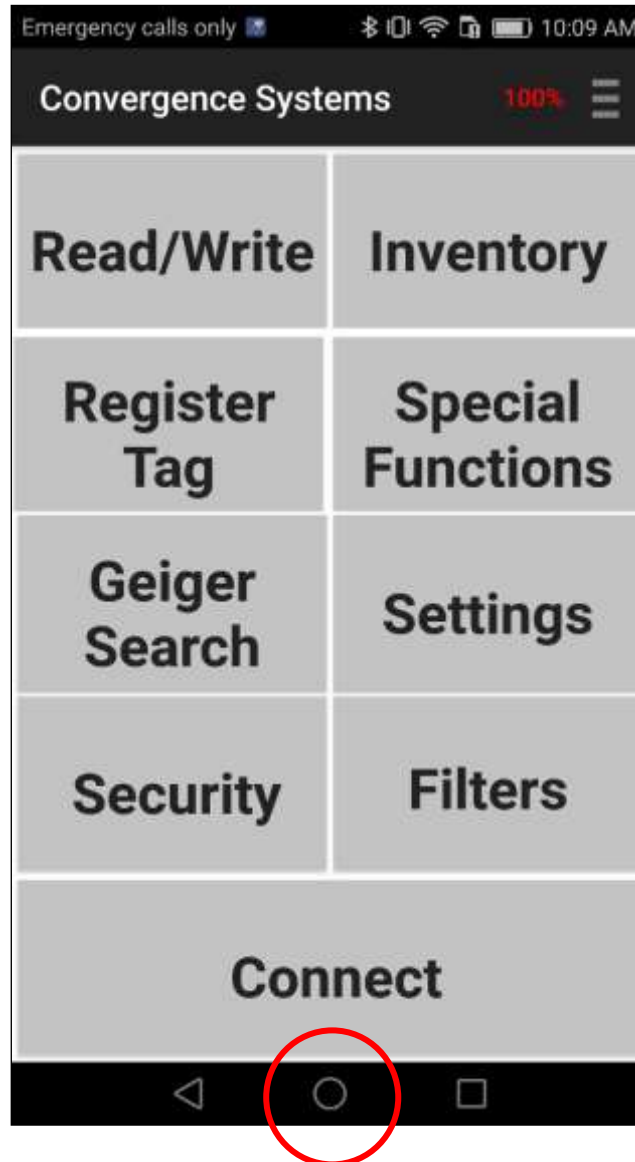 Emergency calls only 10:09 AM
Convergence Systems 100%
Read/Write
Inventory
Register
Tag
Special
Functions
Geiger
Search
Settings
Security
Filters
Connect